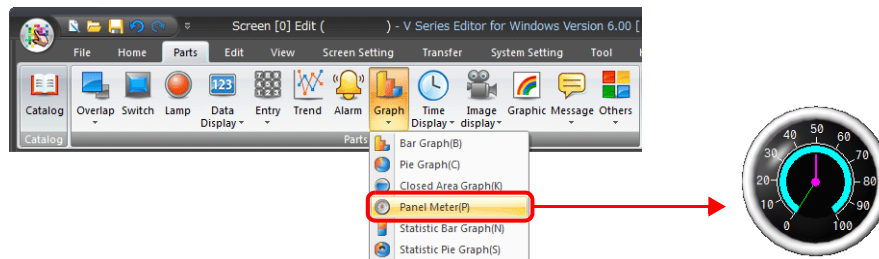 Screen [0] Edit ( ) - V Series Editor for Windows Version 6.00 [
File Home Parts Edit View Screen Setting Transfer System Setting Tool
Catalog Overlap Switch Lamp Data Display Entry Trend Alarm Graph Time Display Image display Graphic Message Others
Catalog Parts
Bar Graph(B)
Pie Graph(C)
Closed Area Graph(K)
Panel Meter(P)
Statistic Bar Graph(N)
Statistic Pie Graph(S)
123
0 10 20 30 40 50 60 70 80 90 100